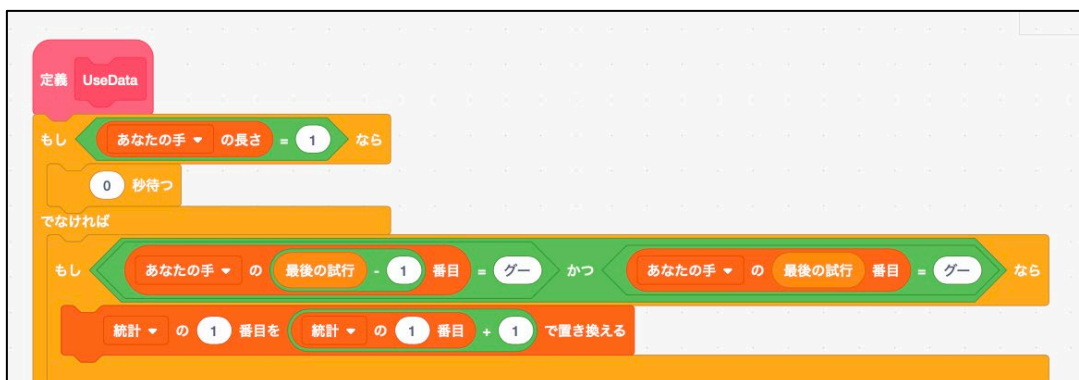 定義 UseData
もし あなたの手 の長さ = 1 なら
0 秒待つ
でなければ
もし あなたの手 の 最後の試行 - 1 番目 = グー かつ あなたの手 の 最後の試行 番目 = グー なら
統計 の 1 番目を 統計 の 1 番目 + 1 で置き換える